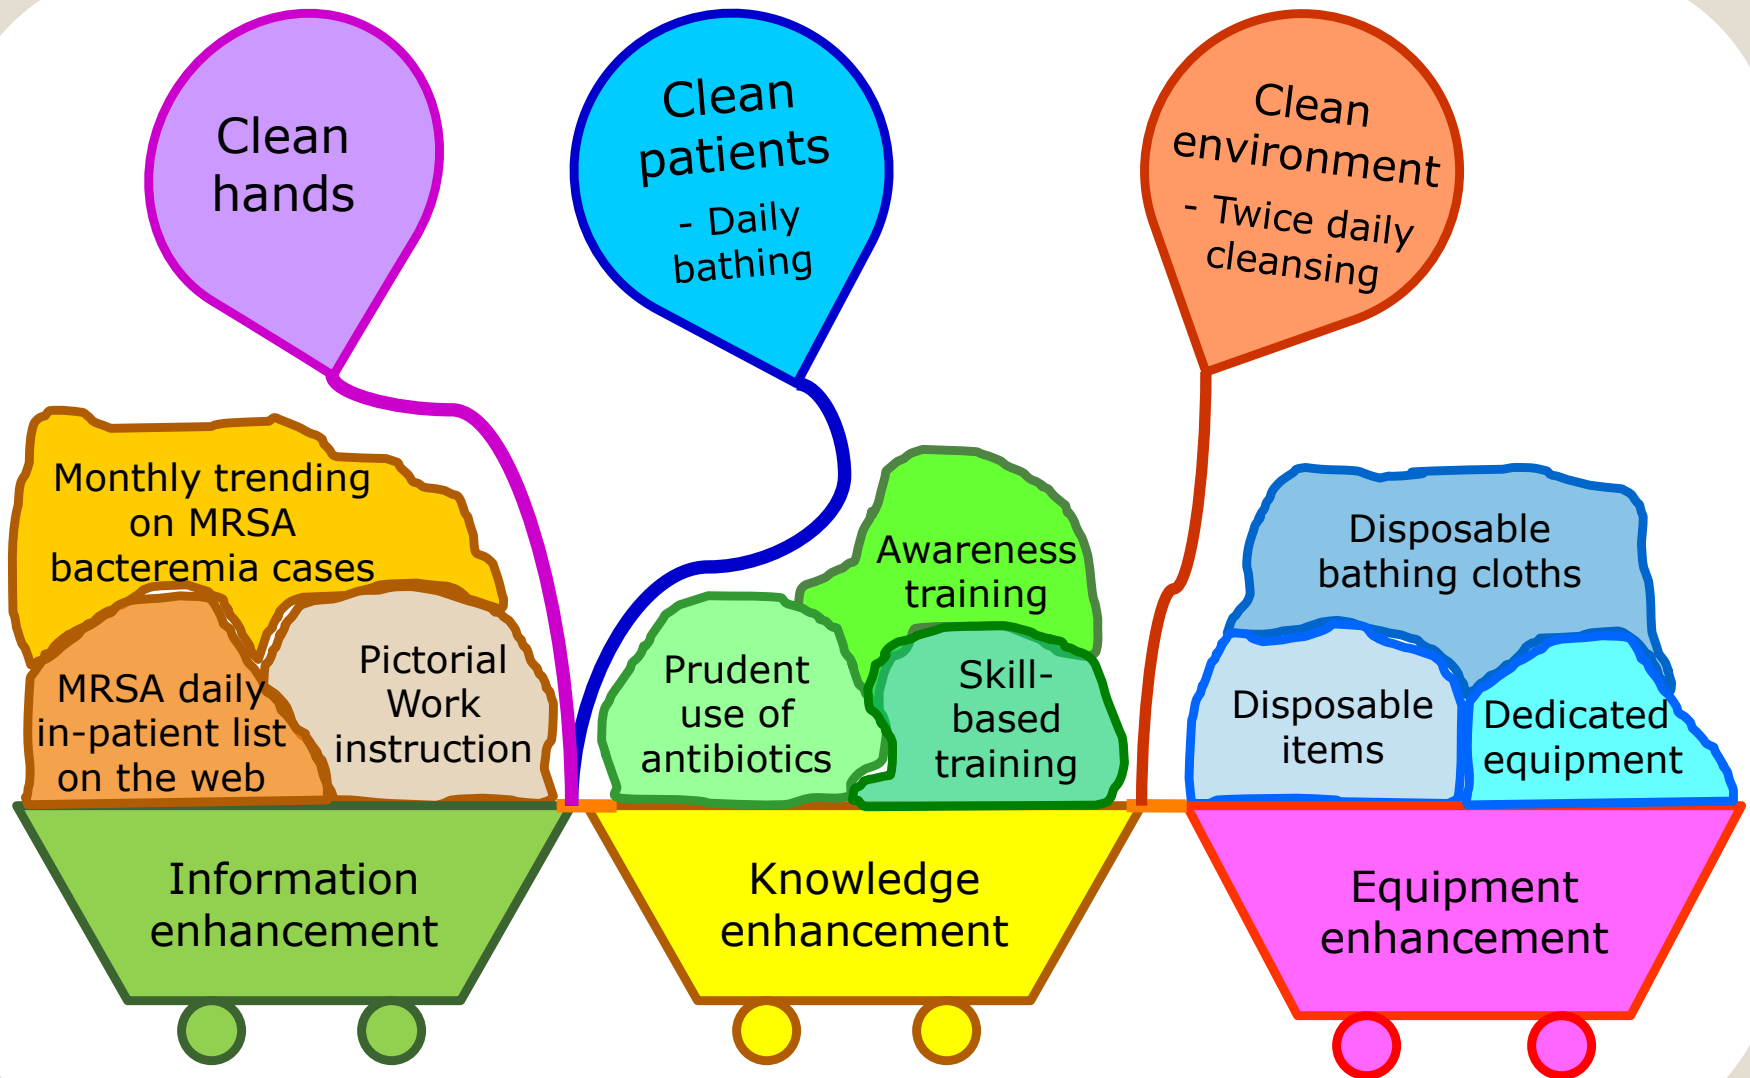 Clean
hands
Clean
patients
- Daily
bathing
Clean
environment
- Twice daily
cleansing
Monthly trending
on MRSA
bacteremia cases
MRSA daily
in-patient list
on the web
Pictorial
Work
instruction
Prudent
use of
antibiotics
Awareness
training
Skill-
based
training
Disposable
bathing cloths
Disposable
items
Dedicated
equipment
Information
enhancement
Knowledge
enhancement
Equipment
enhancement